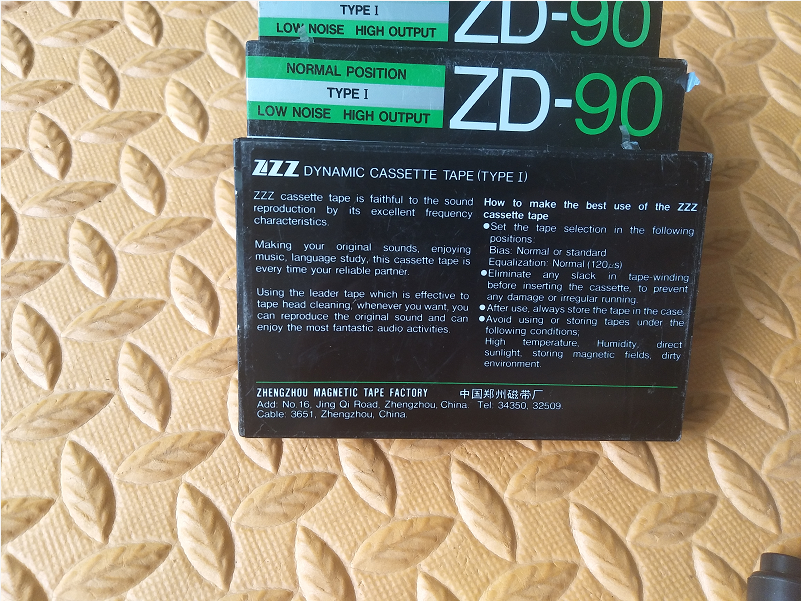 TYPE I
LOW NOISE HIGH OUTPUT
ZD-90
NORMAL POSITION
TYPE I
LOW NOISE HIGH OUTPUT
ZD-90
ZZZ DYNAMIC CASSETTE TAPE (TYPE I)
ZZZ cassette tape is faithful to the sound
reproduction by its excellent frequency
characteristics.
Making your original sounds, enjoying
music, language study, this cassette tape is
every time your reliable partner.
Using the leader tape which is effective to
tape head cleaning, whenever you want, you
can reproduce the original sound and can
enjoy the most fantastic audio activities.
How to make the best use of the ZZZ
cassette tape
●Set the tape selection in the following
positions:
Bias: Normal or standard
Equalization: Normal (120μs)
●Eliminate any slack in tape-winding
before inserting the cassette, to prevent
any damage or irregular running.
●After use, always store the tape in the case.
●Avoid using or storing tapes under the
following conditions;
High temperature, Humidity, direct
sunlight, storing magnetic fields, dirty
environment.
ZHENGZHOU MAGNETIC TAPE FACTORY 中国郑州磁带厂
Add: No.16, Jing Qi Road, Zhengzhou, China. Tel: 34350, 32509.
Cable: 3651, Zhengzhou, China.